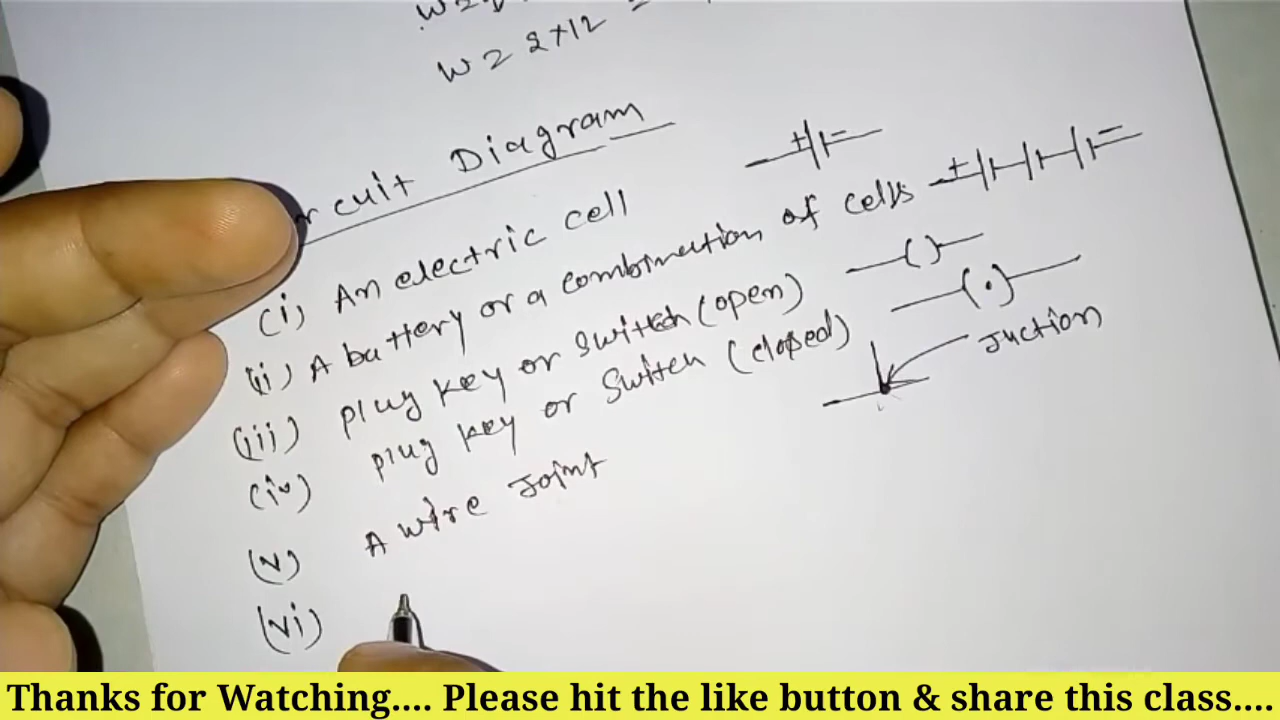 W = 2 × 12 =
rcuit Diagram
(i) An electric cell + -
(ii) A battery or a combination of cells + -
(iii) plug key or switch (open) ( )
(iv) plug key or switch (closed) (.)
(v) A wire Joint Juction
(vi)
Thanks for Watching.... Please hit the like button & share this class....